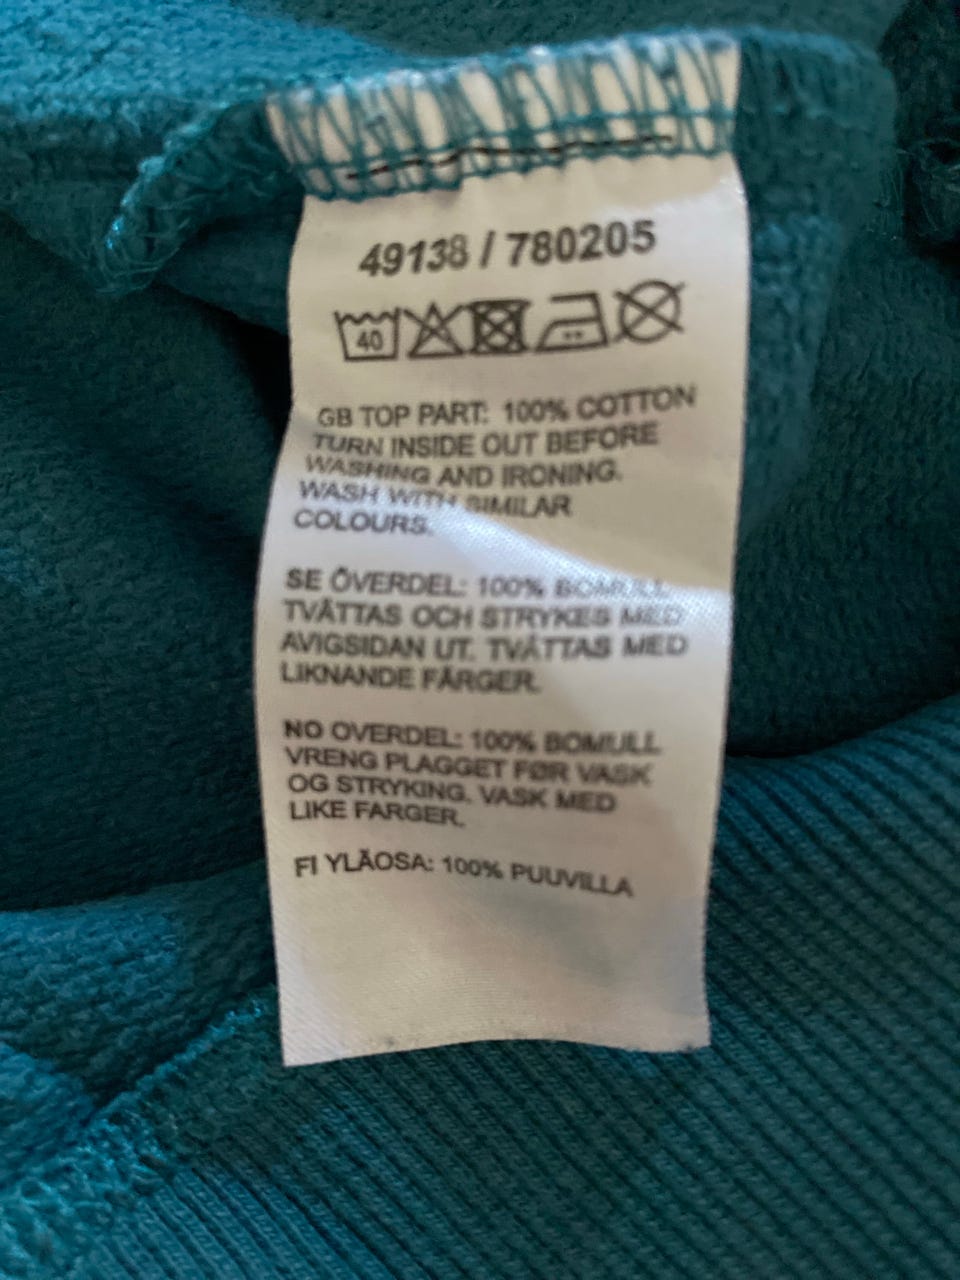 49138 / 780205
40
GB TOP PART: 100% COTTON
TURN INSIDE OUT BEFORE
WASHING AND IRONING.
WASH WITH SIMILAR
COLOURS.
SE ÖVERDEL: 100% BOMULL
TVÄTTAS OCH STRYKES MED
AVIGSIDAN UT. TVÄTTAS MED
LIKNANDE FÄRGER.
NO OVERDEL: 100% BOMULL
VRENG PLAGGET FØR VASK
OG STRYKING. VASK MED
LIKE FARGER.
FI YLÄOSA: 100% PUUVILLA